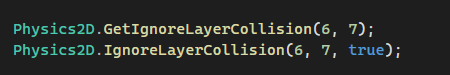 Physics2D.GetIgnoreLayerCollision(6, 7);
Physics2D.IgnoreLayerCollision(6, 7, true);